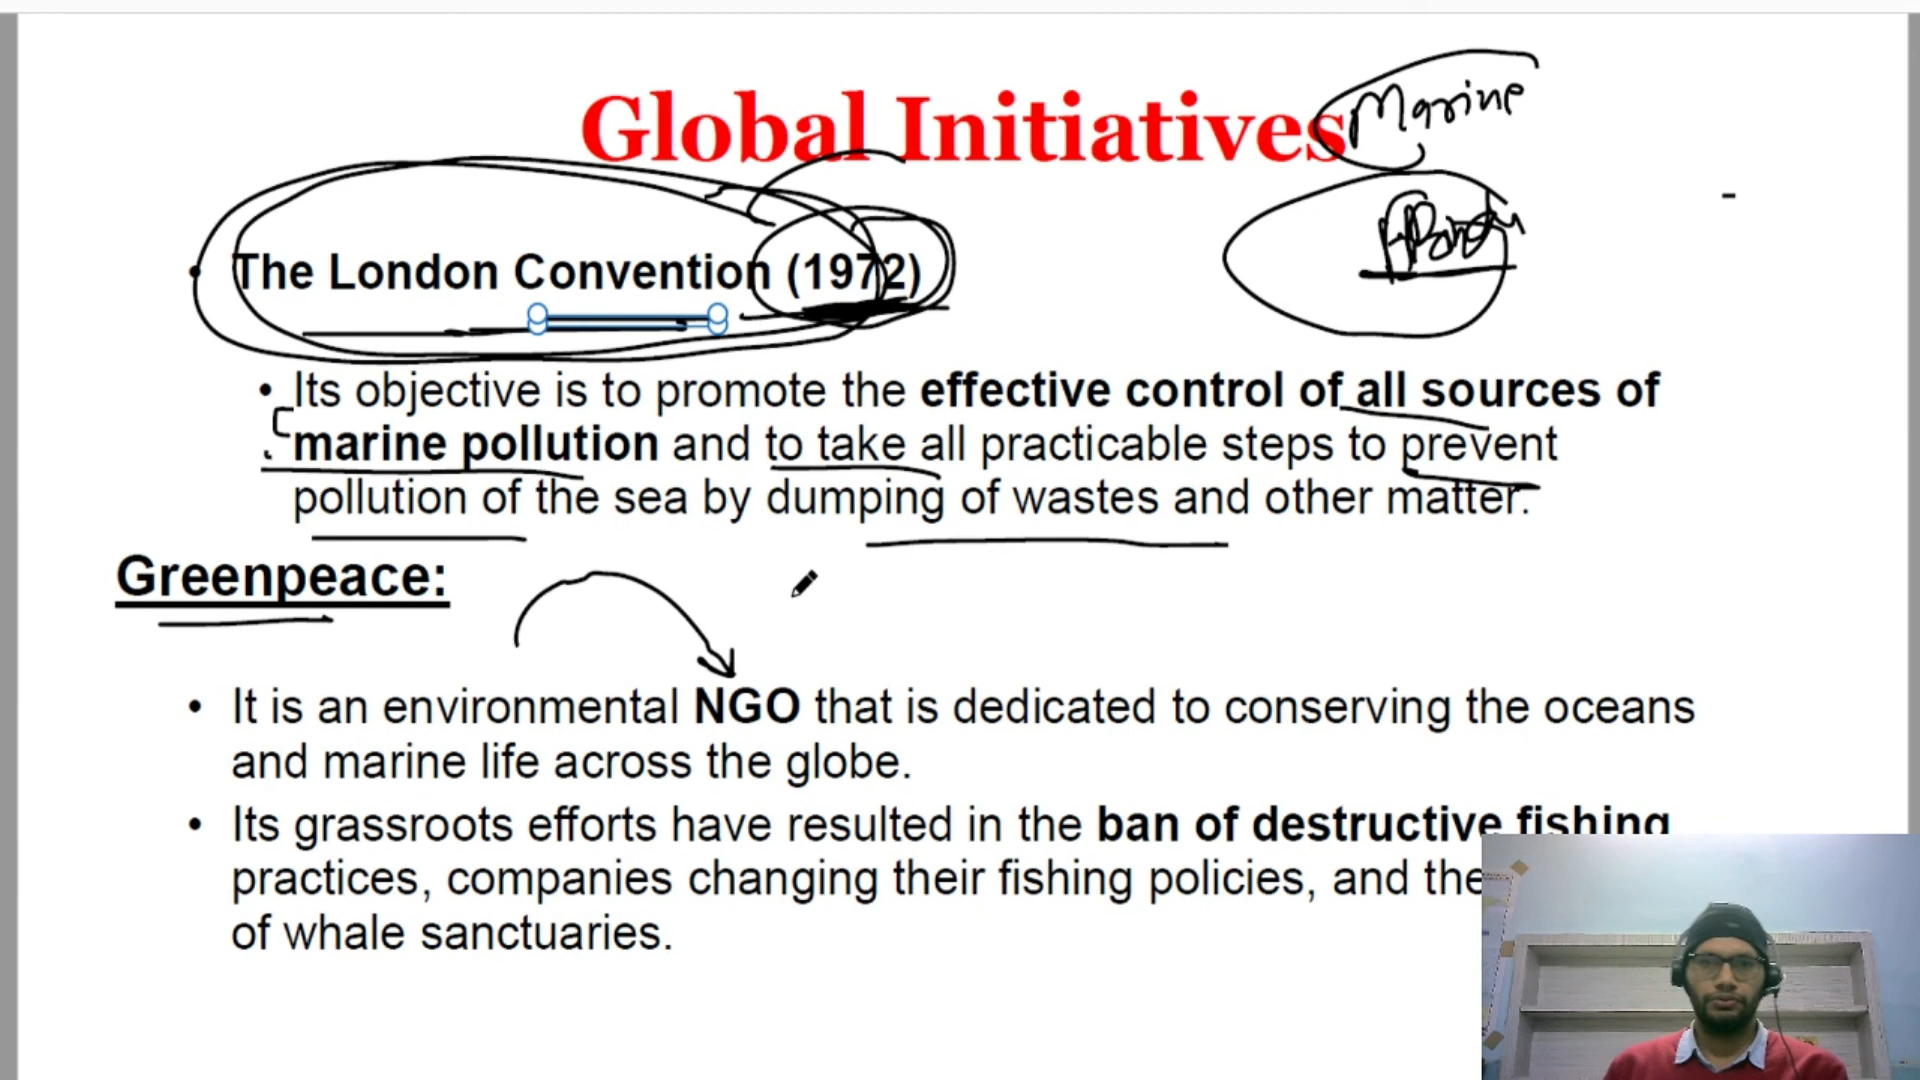 Global Initiatives
Marine
The London Convention (1972)
• Its objective is to promote the effective control of all sources of
marine pollution and to take all practicable steps to prevent
pollution of the sea by dumping of wastes and other matter.
Greenpeace:
• It is an environmental NGO that is dedicated to conserving the oceans
and marine life across the globe.
• Its grassroots efforts have resulted in the ban of destructive fishing
practices, companies changing their fishing policies, and the
of whale sanctuaries.